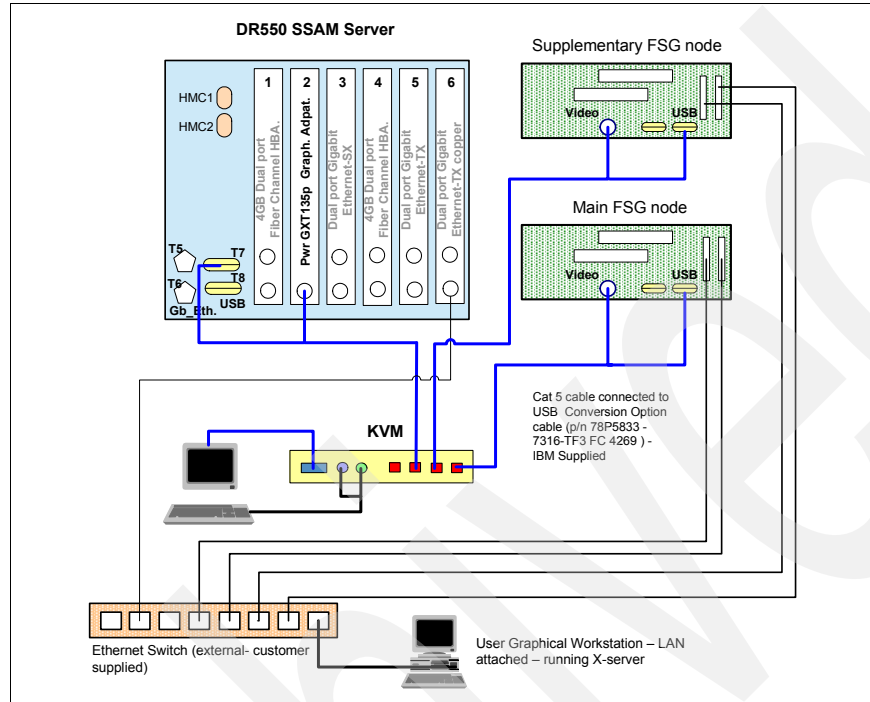 DR550 SSAM Server
Supplementary FSG node
HMC1
HMC2
1
2
3
4
5
6
4GB Dual port
Fiber Channel HBA.
Pwr GXT135p Graph. Adpat.
Dual port Gigabit
Ethernet-SX
4GB Dual port
Fiber Channel HBA.
Dual port Gigabit
Ethernet-TX
Dual port Gigabit
Ethernet-TX copper
Video
USB
Main FSG node
Video
USB
T5
T7
T6
T8
USB
Gb_Eth.
Cat 5 cable connected to
USB Conversion Option
cable (p/n 78P5833 -
7316-TF3 FC 4269 ) -
IBM Supplied
KVM
Ethernet Switch (external- customer
supplied)
User Graphical Workstation – LAN
attached – running X-server